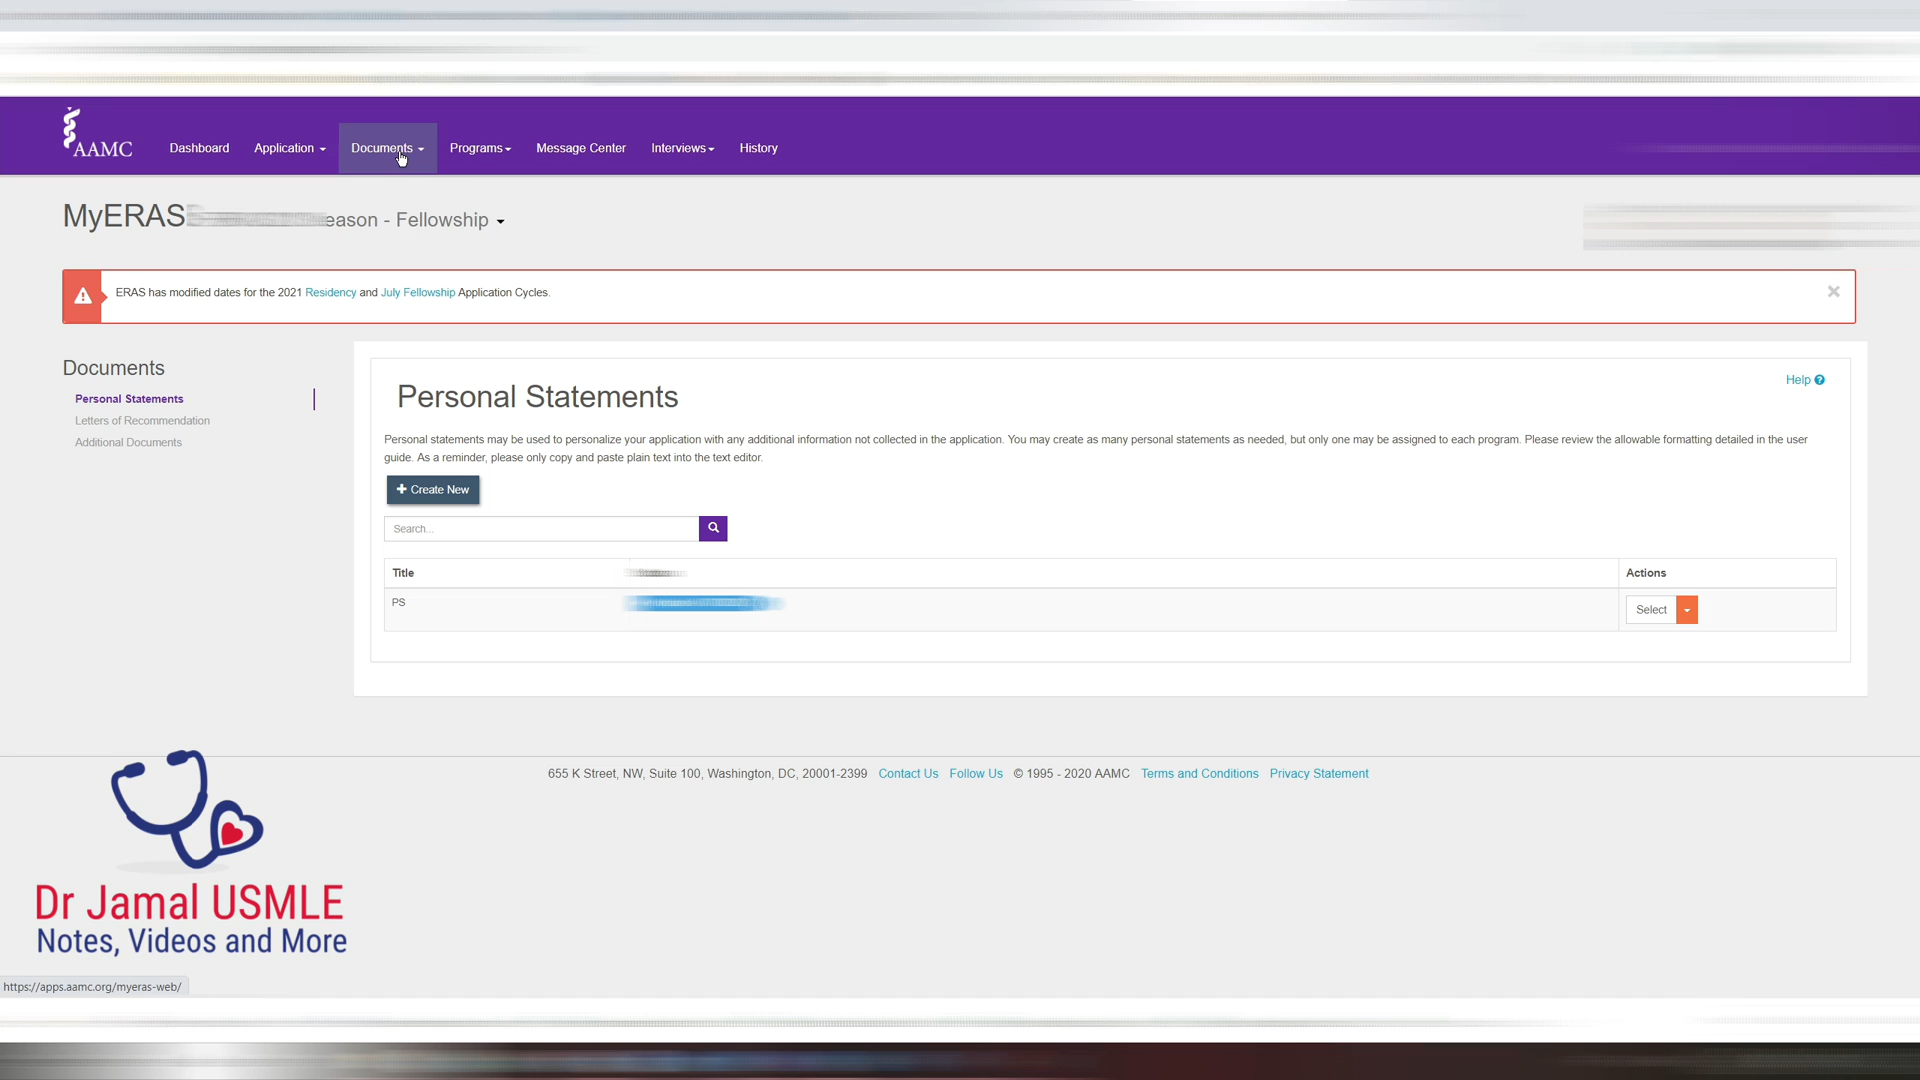 AAMC
Dashboard Application Documents Programs Message Center Interviews History
MyERAS eason - Fellowship
ERAS has modified dates for the 2021 Residency and July Fellowship Application Cycles.
Documents
Personal Statements
Letters of Recommendation
Additional Documents
Personal Statements
Help
Personal statements may be used to personalize your application with any additional information not collected in the application. You may create as many personal statements as needed, but only one may be assigned to each program. Please review the allowable formatting detailed in the user
guide. As a reminder, please only copy and paste plain text into the text editor.
+ Create New
Search...
Title Actions
PS Select
655 K Street, NW, Suite 100, Washington, DC, 20001-2399 Contact Us Follow Us © 1995 - 2020 AAMC Terms and Conditions Privacy Statement
Dr Jamal USMLE
Notes, Videos and More
https://apps.aamc.org/myeras-web/